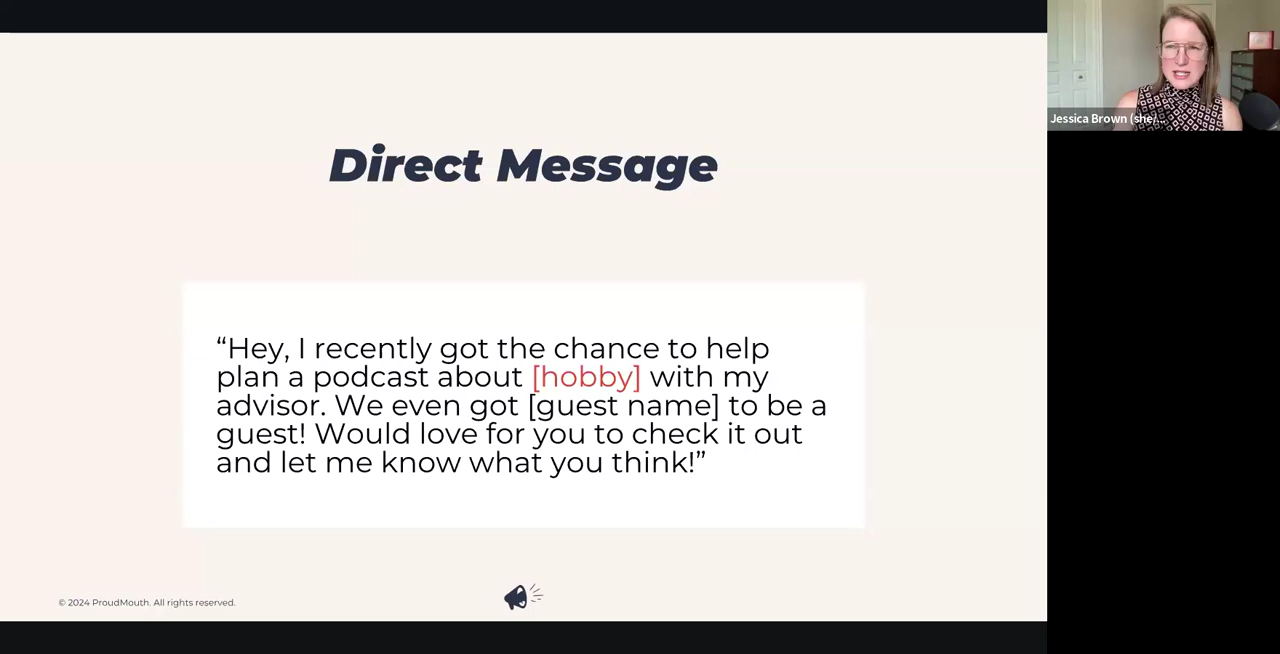 Direct Message
“Hey, I recently got the chance to help
plan a podcast about [hobby] with my
advisor. We even got [guest name] to be a
guest! Would love for you to check it out
and let me know what you think!”
© 2024 ProudMouth. All rights reserved.
Jessica Brown (she/...